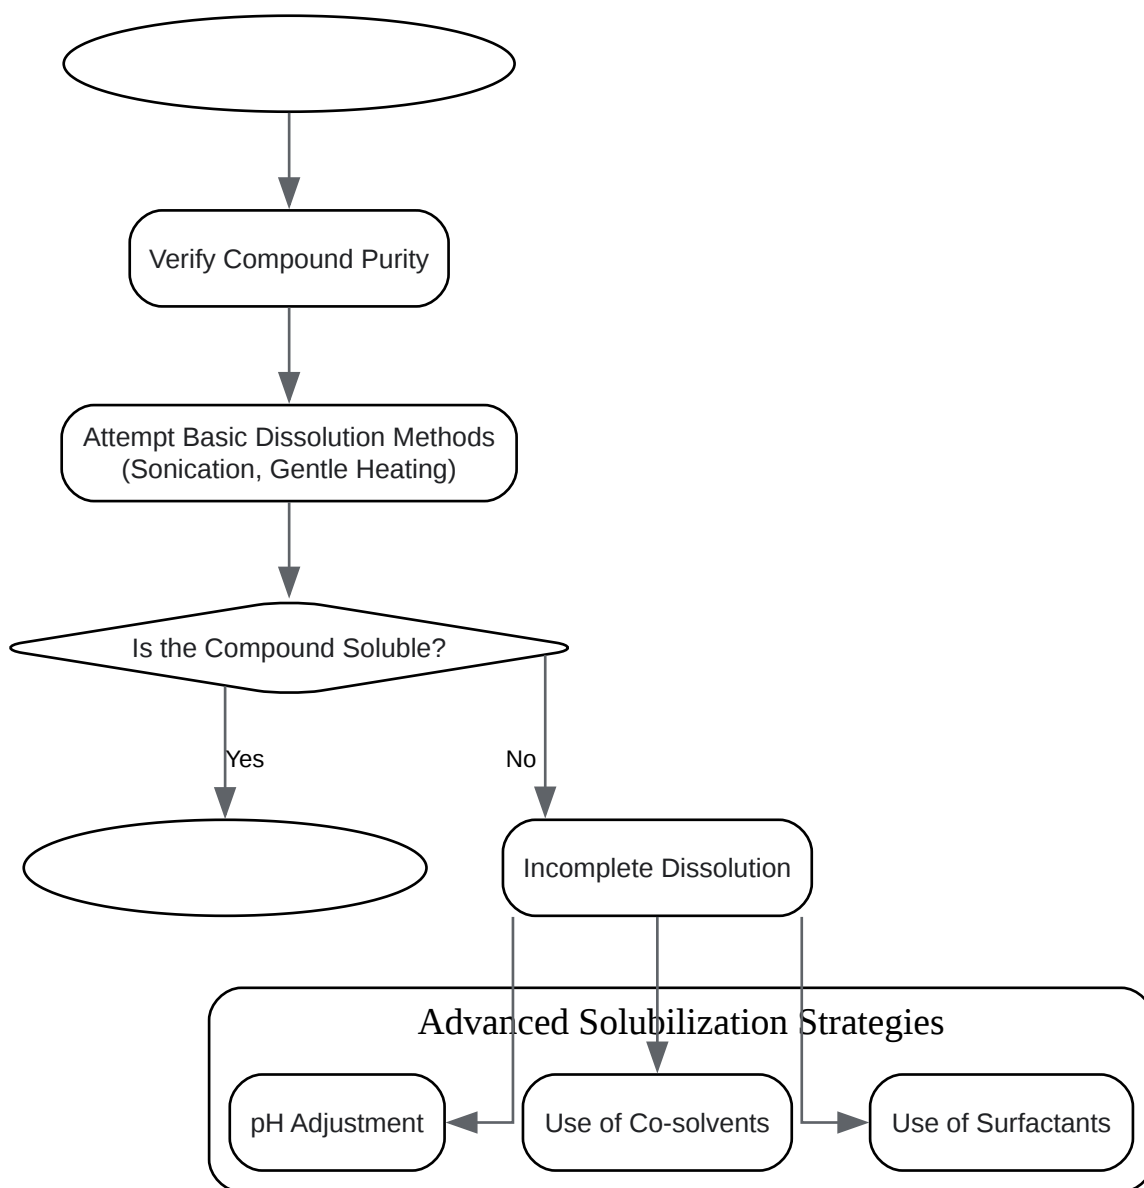 Verify Compound Purity
Attempt Basic Dissolution Methods
(Sonication, Gentle Heating)
Is the Compound Soluble?
Yes
No
Incomplete Dissolution
Advanced Solubilization Strategies
pH Adjustment
Use of Co-solvents
Use of Surfactants